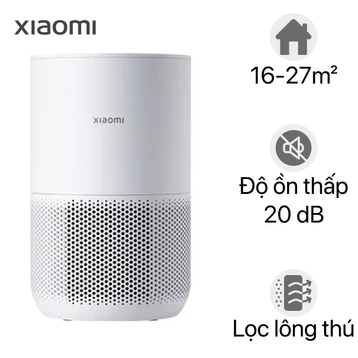 xiaomi
16-27m²
xiaomi
Độ ồn thấp
20 dB
Lọc lông thú